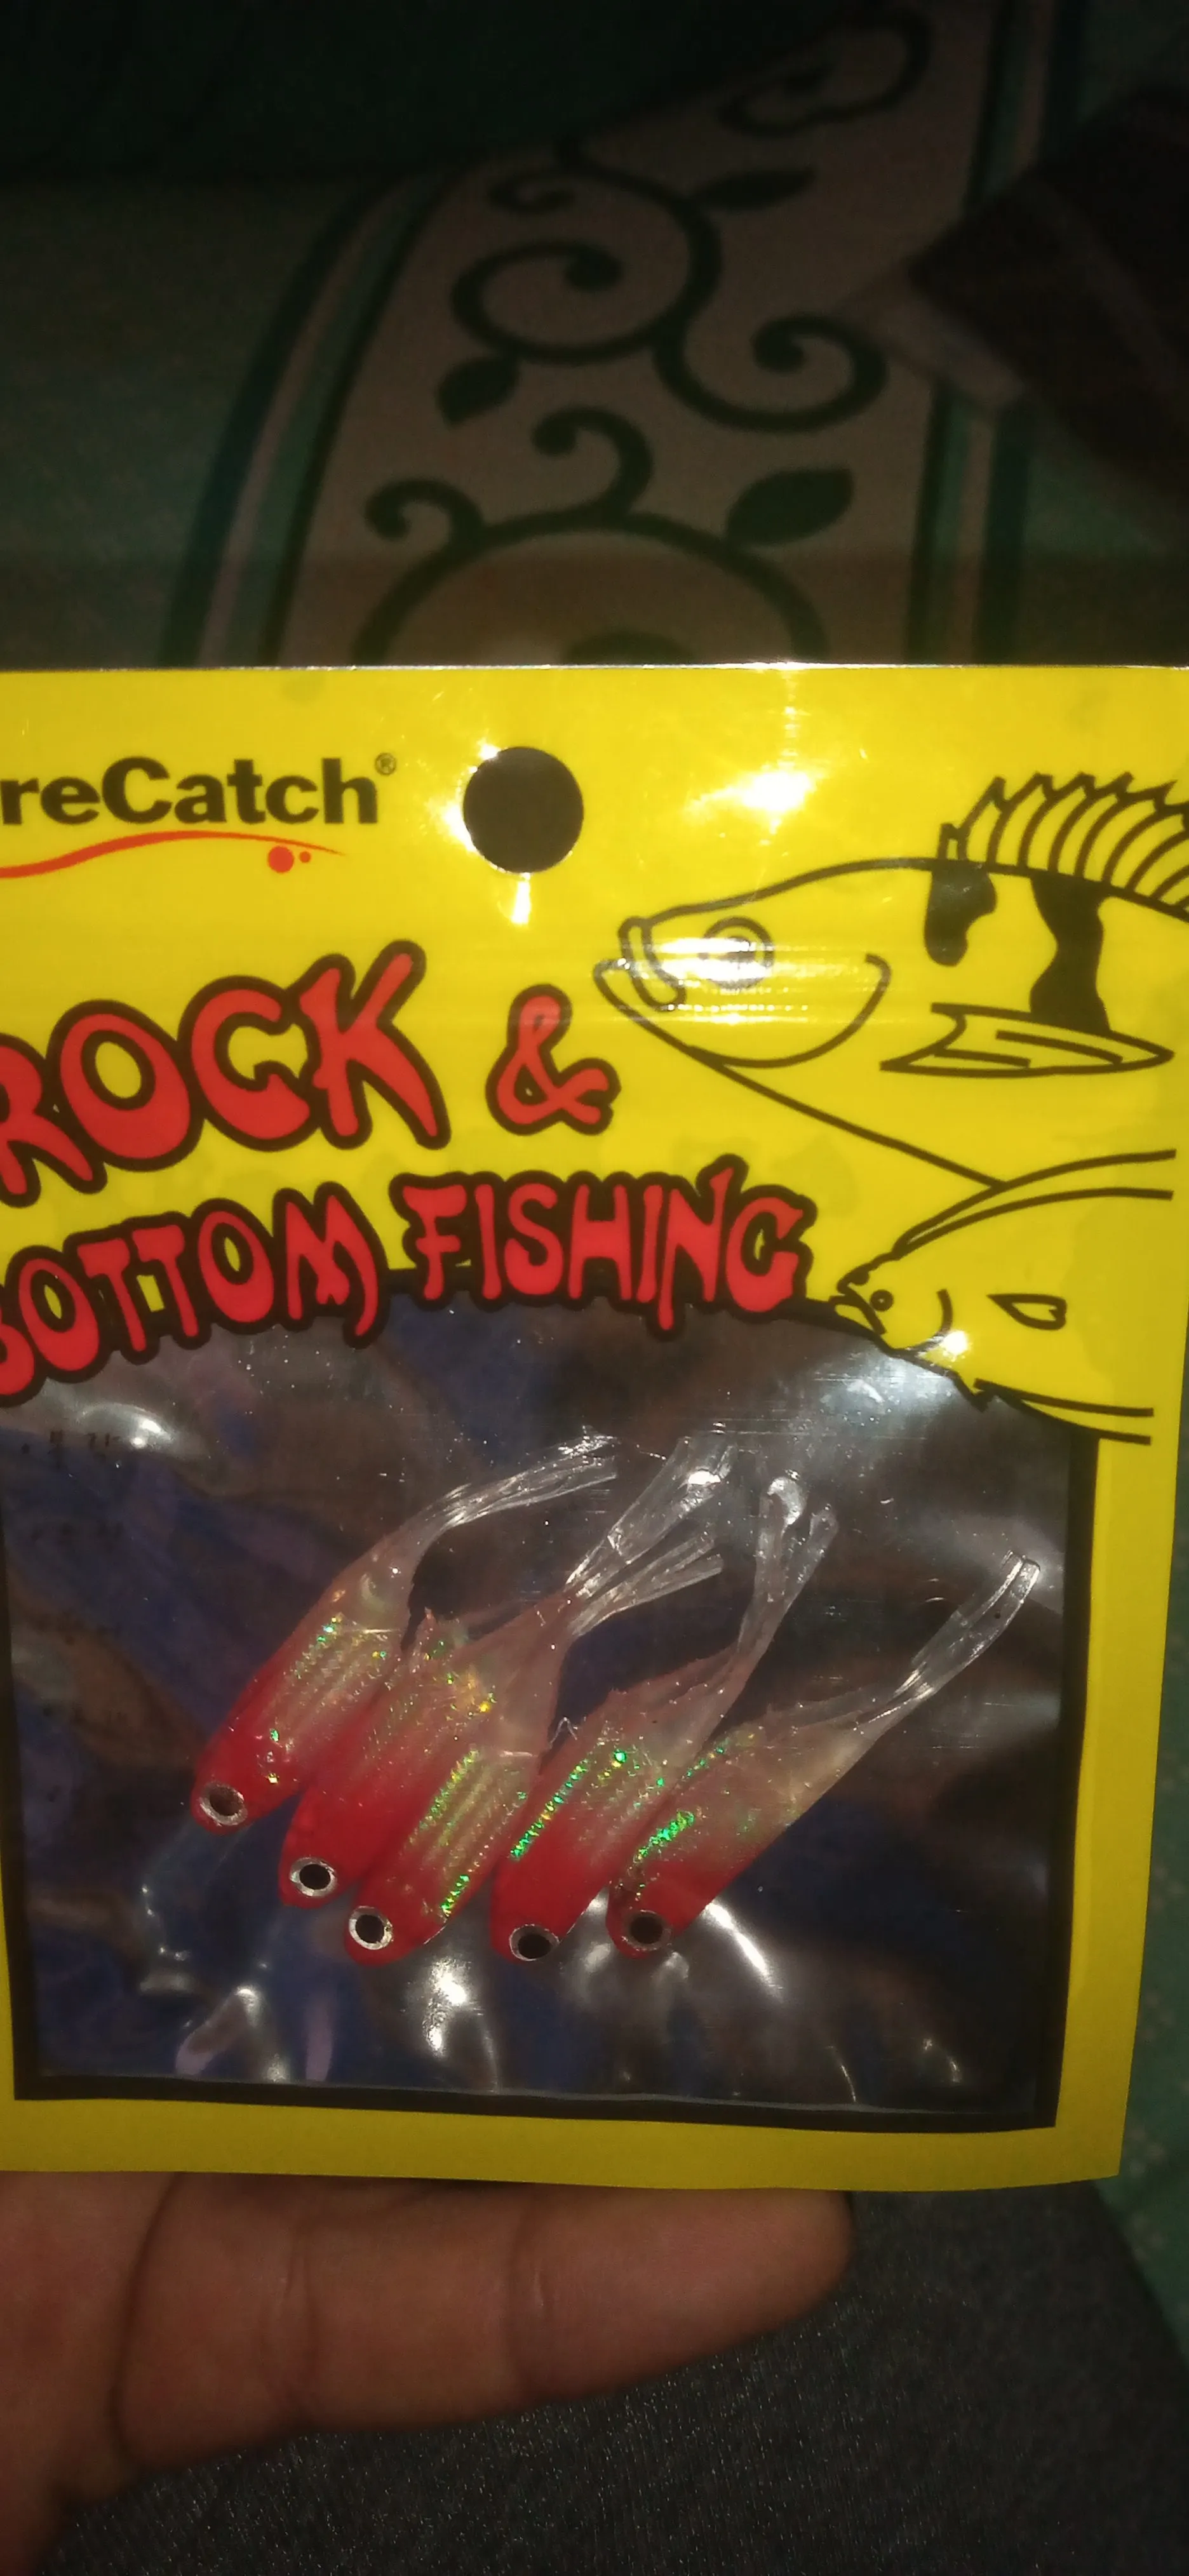 reCatch®
ROCK &
BOTTOM FISHING